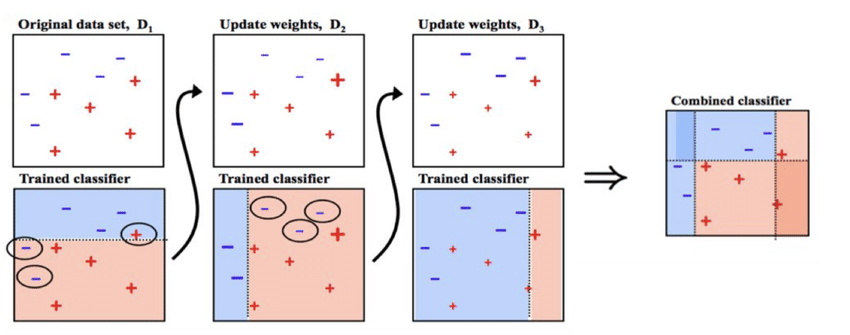 Original data set, D1
Update weights, D2
Update weights, D3
Combined classifier
Trained classifier
Trained classifier
Trained classifier